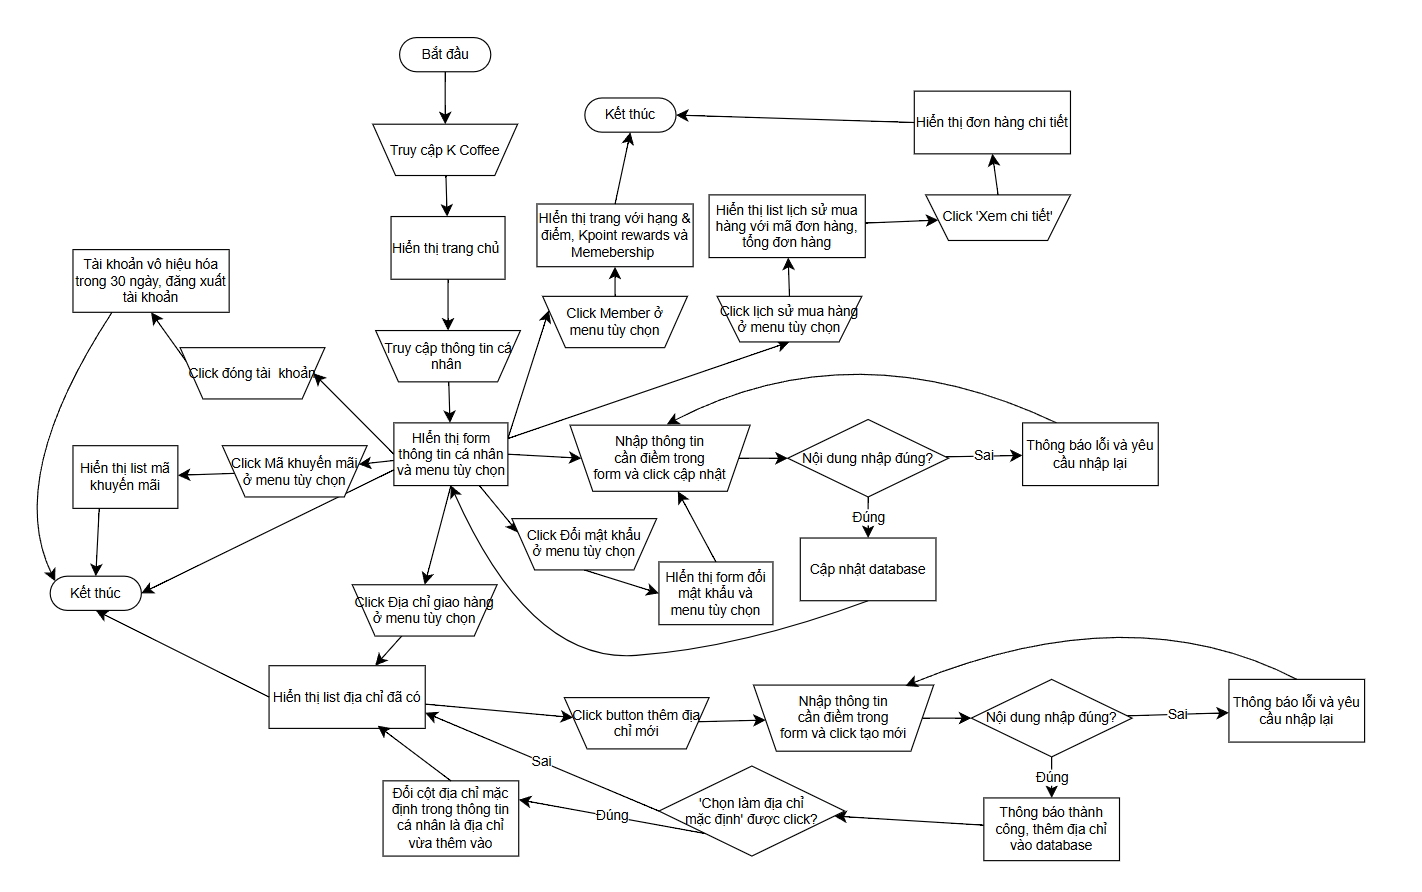 Bắt đầu
Truy cập K Coffee
Hiển thị trang chủ
Truy cập thông tin cá
nhân
HIển thị form
thông tin cá nhân
và menu tùy chọn
Kết thúc
Hiển thị đơn hàng chi tiết
HIển thị trang với hạng &
điểm, Kpoint rewards và
Memebership
Hiển thị list lịch sử mua
hàng với mã đơn hàng,
tổng đơn hàng
Click 'Xem chi tiết'
Click Member ở
menu tùy chọn
Click lịch sử mua hàng
ở menu tùy chọn
Tài khoản vô hiệu hóa
trong 30 ngày, đăng xuất
tài khoản
Click đóng tài khoản
Hiển thị list mã
khuyến mãi
Click Mã khuyến mãi
ở menu tùy chọn
Kết thúc
Nhập thông tin
cần điềm trong
form và click cập nhật
Nội dung nhập đúng?
Sai
Thông báo lỗi và yêu
cầu nhập lại
Đúng
Cập nhật database
Click Đổi mật khẩu
ở menu tùy chọn
HIển thị form đổi
mật khẩu và
menu tùy chọn
Click Địa chỉ giao hàng
ở menu tùy chọn
Hiển thị list địa chỉ đã có
Click button thêm địa
chỉ mới
Nhập thông tin
cần điềm trong
form và click tạo mới
Nội dung nhập đúng?
Sai
Thông báo lỗi và yêu
cầu nhập lại
Đúng
Thông báo thành
công, thêm địa chỉ
vào database
'Chọn làm địa chỉ
mặc định' được click?
Sai
Đúng
Đổi cột địa chỉ mặc
định trong thông tin
cá nhân là địa chỉ
vừa thêm vào